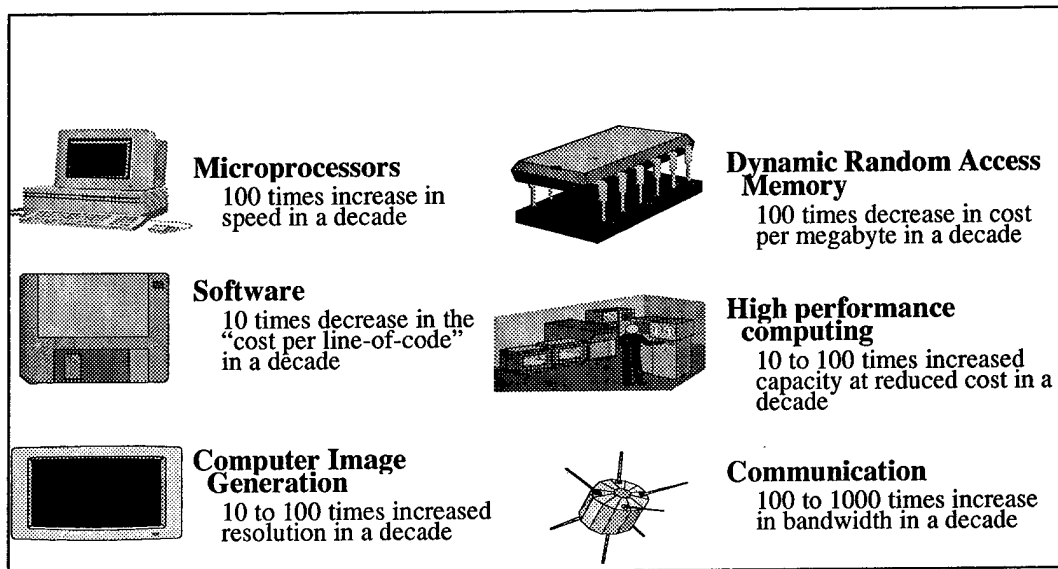 Microprocessors
100 times increase in
speed in a decade
Dynamic Random Access
Memory
100 times decrease in cost
per megabyte in a decade
Software
10 times decrease in the
“cost per line-of-code”
in a decade
High performance
computing
10 to 100 times increased
capacity at reduced cost in a
decade
Computer Image
Generation
10 to 100 times increased
resolution in a decade
Communication
100 to 1000 times increase
in bandwidth in a decade